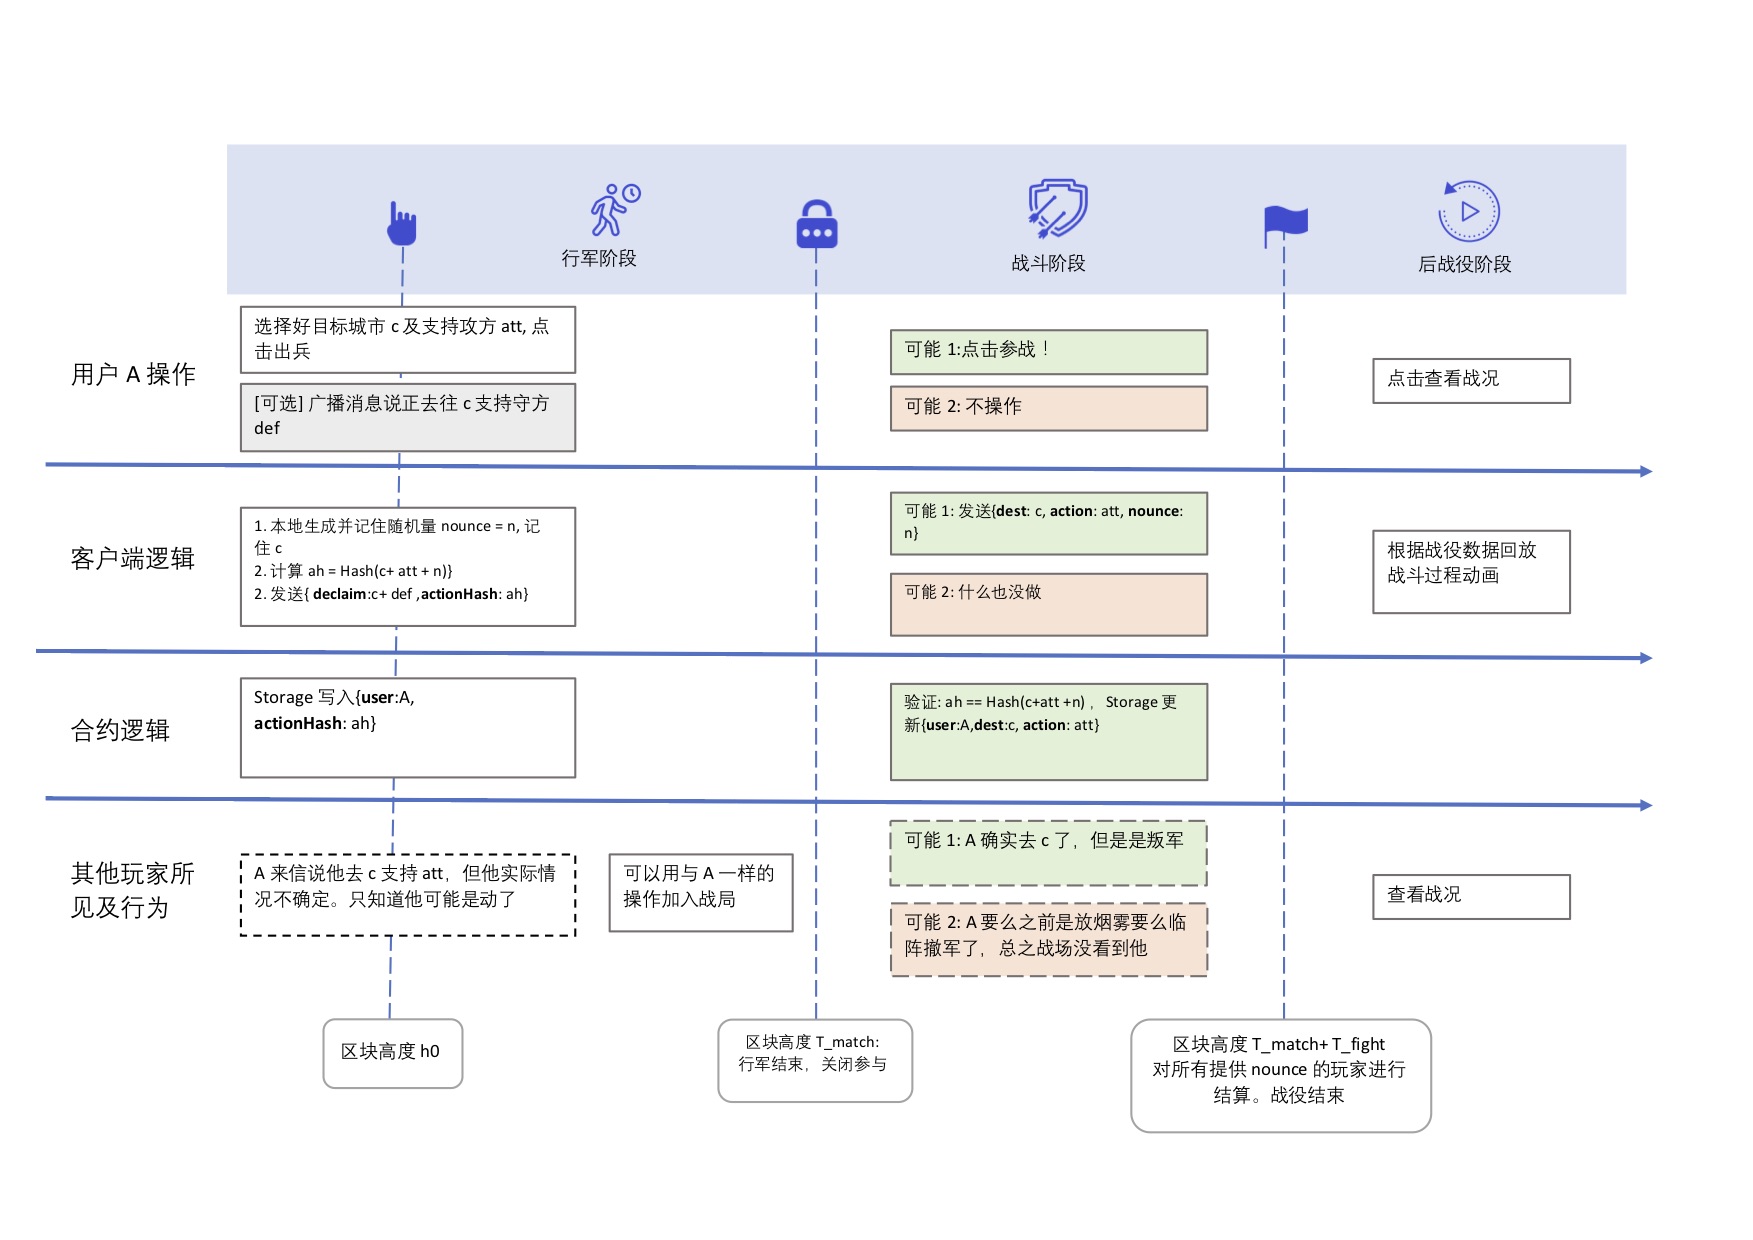 行军阶段
战斗阶段
后战役阶段
用户 A 操作
选择好目标城市 c 及支持攻方 att, 点
击出兵
[可选] 广播消息说正去往 c 支持守方
def
可能 1:点击参战！
可能 2: 不操作
点击查看战况
客户端逻辑
1. 本地生成并记住随机量 nounce = n, 记
住 c
2. 计算 ah = Hash(c+ att + n)}
2. 发送{ declaim:c+ def ,actionHash: ah}
可能 1: 发送{dest: c, action: att, nounce:
n}
可能 2: 什么也没做
根据战役数据回放
战斗过程动画
合约逻辑
Storage 写入{user:A,
actionHash: ah}
验证: ah == Hash(c+att +n) ，Storage 更
新{user:A,dest:c, action: att}
其他玩家所
见及行为
A 来信说他去 c 支持 att，但他实际情
况不确定。只知道他可能是动了
可以用与 A 一样的
操作加入战局
可能 1: A 确实去 c 了，但是是叛军
可能 2: A 要么之前是放烟雾要么临
阵撤军了，总之战场没看到他
查看战况
区块高度 h0
区块高度 T_match:
行军结束，关闭参与
区块高度 T_match+ T_fight
对所有提供 nounce 的玩家进行
结算。战役结束